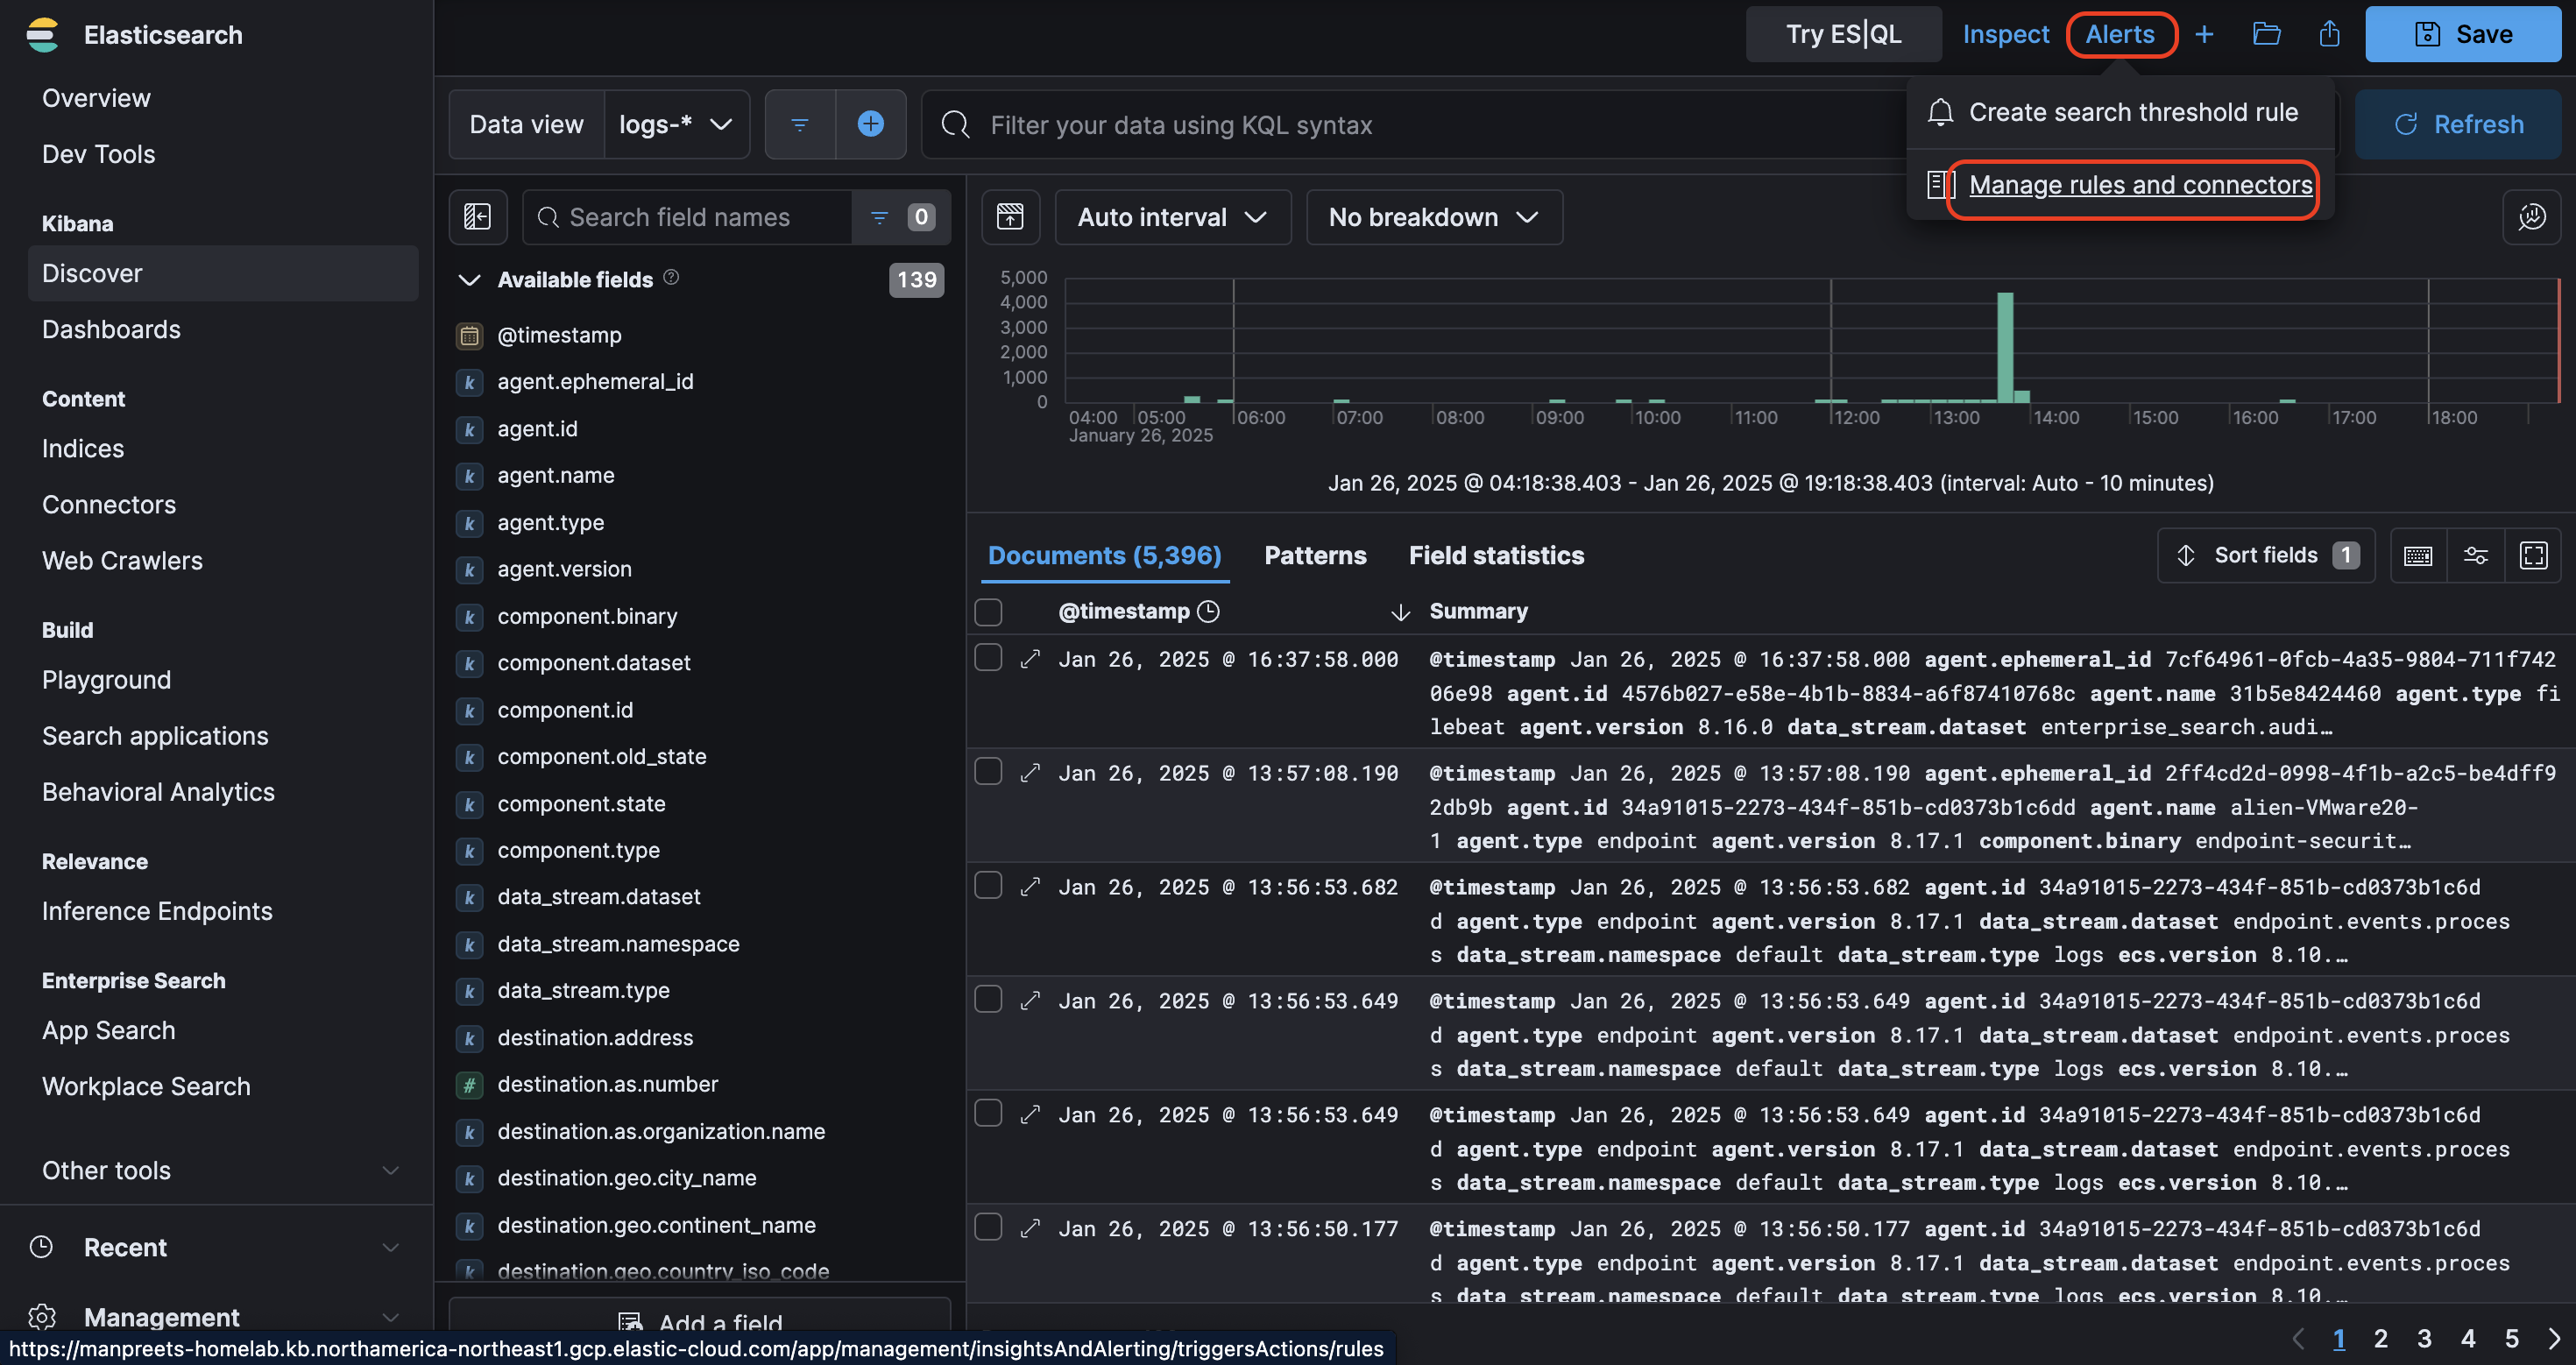 Elasticsearch
Try ES|QL
Inspect
Alerts
Save
Overview
Dev Tools
Kibana
Discover
Dashboards
Content
Indices
Connectors
Web Crawlers
Build
Playground
Search applications
Behavioral Analytics
Relevance
Inference Endpoints
Enterprise Search
App Search
Workplace Search
Other tools
Recent
Management
Data view
logs-*
Filter your data using KQL syntax
Create search threshold rule
Manage rules and connectors
Refresh
Search field names
0
Available fields
139
@timestamp
k agent.ephemeral_id
k agent.id
k agent.name
k agent.type
k agent.version
k component.binary
k component.dataset
k component.id
k component.old_state
k component.state
k component.type
k data_stream.dataset
k data_stream.namespace
k data_stream.type
k destination.address
# destination.as.number
k destination.as.organization.name
k destination.geo.city_name
k destination.geo.continent_name
k destination.geo.country_iso_code
Add a field
Auto interval
No breakdown
5,000
4,000
3,000
2,000
1,000
0
04:00 05:00 06:00 07:00 08:00 09:00 10:00 11:00 12:00 13:00 14:00 15:00 16:00 17:00 18:00
January 26, 2025
Jan 26, 2025 @ 04:18:38.403 - Jan 26, 2025 @ 19:18:38.403 (interval: Auto - 10 minutes)
Documents (5,396)
Patterns
Field statistics
Sort fields 1
@timestamp
Summary
Jan 26, 2025 @ 16:37:58.000
@timestamp Jan 26, 2025 @ 16:37:58.000 agent.ephemeral_id 7cf64961-0fcb-4a35-9804-711f742
06e98 agent.id 4576b027-e58e-4b1b-8834-a6f87410768c agent.name 31b5e8424460 agent.type fi
lebeat agent.version 8.16.0 data_stream.dataset enterprise_search.audi…
Jan 26, 2025 @ 13:57:08.190
@timestamp Jan 26, 2025 @ 13:57:08.190 agent.ephemeral_id 2ff4cd2d-0998-4f1b-a2c5-be4dff9
2db9b agent.id 34a91015-2273-434f-851b-cd0373b1c6dd agent.name alien-VMware20-
1 agent.type endpoint agent.version 8.17.1 component.binary endpoint-securit…
Jan 26, 2025 @ 13:56:53.682
@timestamp Jan 26, 2025 @ 13:56:53.682 agent.id 34a91015-2273-434f-851b-cd0373b1c6d
d agent.type endpoint agent.version 8.17.1 data_stream.dataset endpoint.events.proces
s data_stream.namespace default data_stream.type logs ecs.version 8.10.…
Jan 26, 2025 @ 13:56:53.649
@timestamp Jan 26, 2025 @ 13:56:53.649 agent.id 34a91015-2273-434f-851b-cd0373b1c6d
d agent.type endpoint agent.version 8.17.1 data_stream.dataset endpoint.events.proces
s data_stream.namespace default data_stream.type logs ecs.version 8.10.…
Jan 26, 2025 @ 13:56:53.649
@timestamp Jan 26, 2025 @ 13:56:53.649 agent.id 34a91015-2273-434f-851b-cd0373b1c6d
d agent.type endpoint agent.version 8.17.1 data_stream.dataset endpoint.events.proces
s data_stream.namespace default data_stream.type logs ecs.version 8.10.…
Jan 26, 2025 @ 13:56:50.177
@timestamp Jan 26, 2025 @ 13:56:50.177 agent.id 34a91015-2273-434f-851b-cd0373b1c6d
d agent.type endpoint agent.version 8.17.1 data_stream.dataset endpoint.events.proces
s data_stream.namespace default data_stream.type logs ecs.version 8.10.…
1 2 3 4 5
https://manpreets-homelab.kb.northamerica-northeast1.gcp.elastic-cloud.com/app/management/insightsAndAlerting/triggersActions/rules